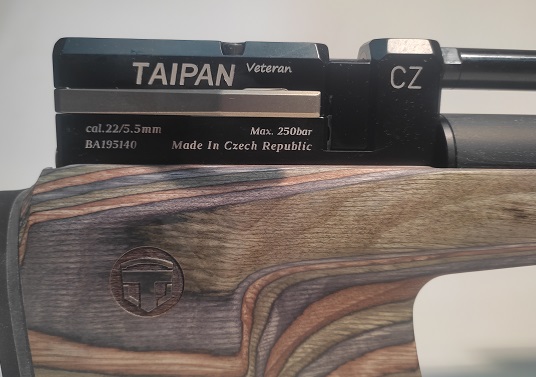 TAIPAN Veteran
CZ
cal.22/5.5mm Max. 250bar
BA195140 Made In Czech Republic